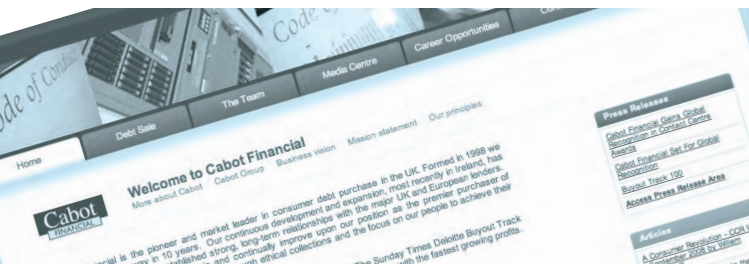 Code of Conduct
Code of
Home
Debt Sale
The Team
Media Centre
Career Opportunities
Cabot
FINANCIAL
Welcome to Cabot Financial
More about Cabot Cabot Group Business vision Mission statement Our principles
is the pioneer and market leader in consumer debt purchase in the UK. Formed in 1998 we
in 10 years. Our continuous development and expansion, most recently in Ireland, has
strong, long-term relationships with the major UK and European lenders.
and continually improve upon our position as the premier purchaser of
ethical collections and the focus on our people to achieve their
The Sunday Times Deloitte Buyout Track
with the fastest growing profits.
Press Releases
Cabot Financial Gains Global
Recognition in Contact Centre
Awards
Cabot Financial Set For Global
Recognition
Buyout Track 100
Access Press Release Area
Articles
A Consumer Revolution - CCR
2008 by Willem